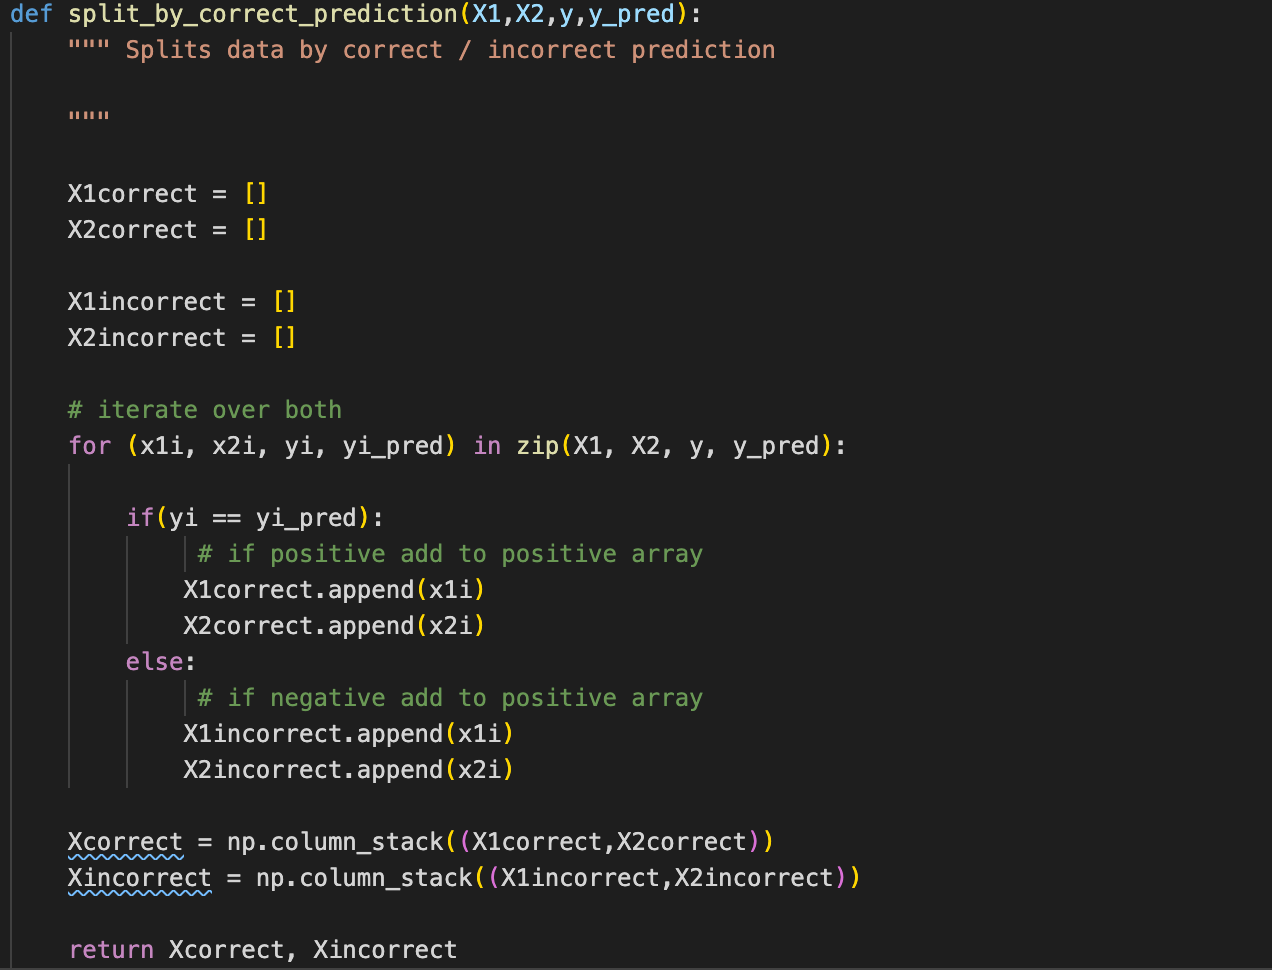 def split_by_correct_prediction(X1,X2,y,y_pred):
    """ Splits data by correct / incorrect prediction
    """
    X1correct = []
    X2correct = []
    X1incorrect = []
    X2incorrect = []
    # iterate over both
    for (x1i, x2i, yi, yi_pred) in zip(X1, X2, y, y_pred):
        if(yi == yi_pred):
             # if positive add to positive array
            X1correct.append(x1i)
            X2correct.append(x2i)
        else:
             # if negative add to positive array
            X1incorrect.append(x1i)
            X2incorrect.append(x2i)
    Xcorrect = np.column_stack((X1correct,X2correct))
    Xincorrect = np.column_stack((X1incorrect,X2incorrect))
    return Xcorrect, Xincorrect